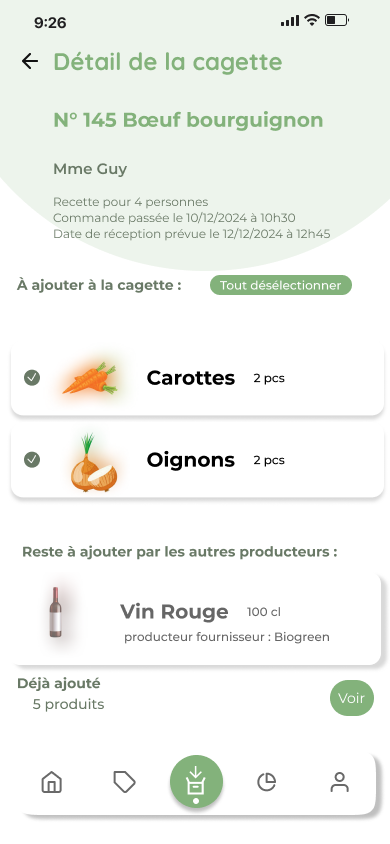 9:26
Détail de la cagette
N° 145 Bœuf bourguignon
Mme Guy
Recette pour 4 personnes
Commande passée le 10/12/2024 à 10h30
Date de réception prévue le 12/12/2024 à 12h45
À ajouter à la cagette :
Tout désélectionner
Carottes 2 pcs
Oignons 2 pcs
Reste à ajouter par les autres producteurs :
Vin Rouge 100 cl
producteur fournisseur : Biogreen
Déjà ajouté
5 produits
Voir